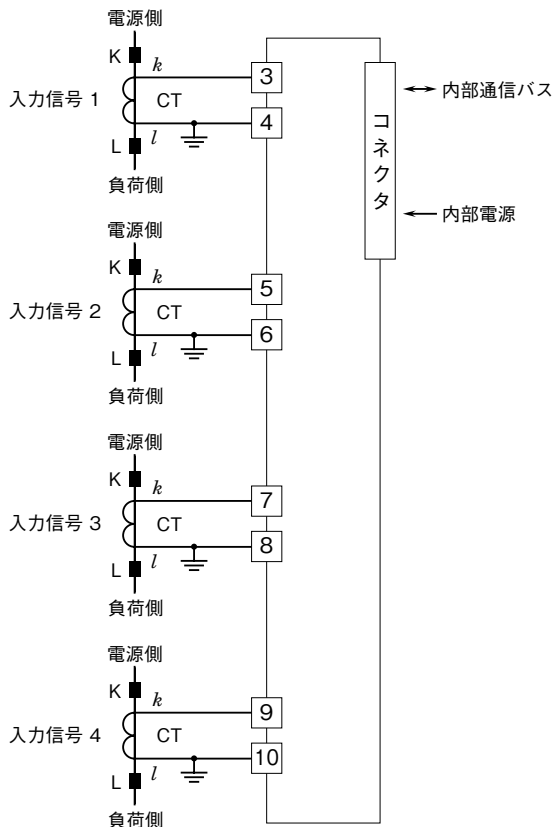 電源側
K
k
3
入力信号 1
CT
4
L
l
負荷側
コネクタ
内部通信バス
内部電源
電源側
K
k
5
入力信号 2
CT
6
L
l
負荷側
電源側
K
k
7
入力信号 3
CT
8
L
l
負荷側
電源側
K
k
9
入力信号 4
CT
10
L
l
負荷側